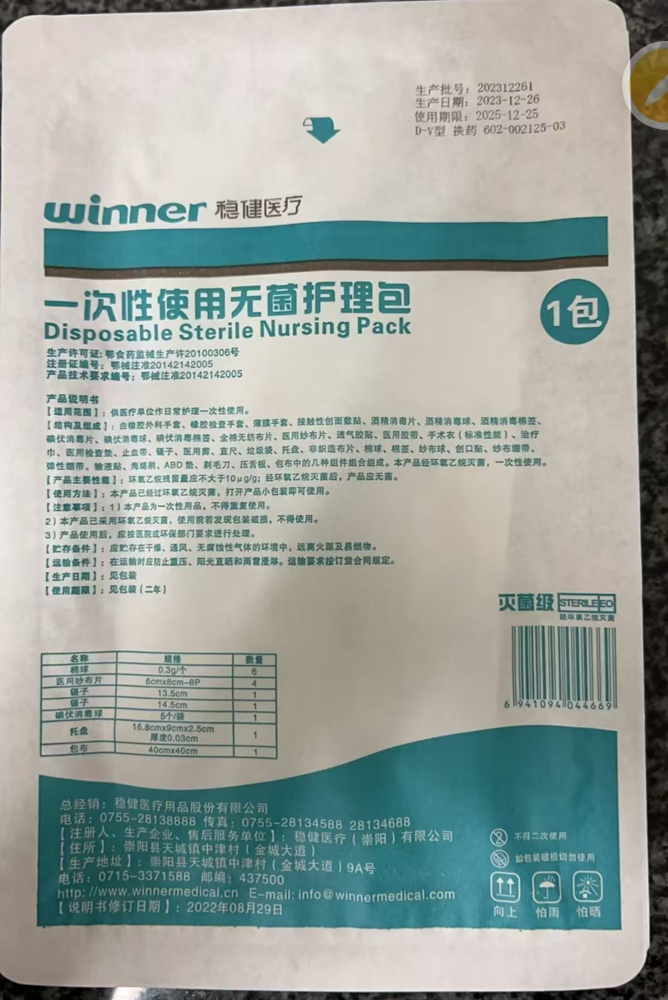 生产批号：202312261
生产日期：2023-12-26
使用期限：2025-12-25
D-V型 换药 602-002125-03
winner 稳健医疗
一次性使用无菌护理包
1包
Disposable Sterile Nursing Pack
生产许可证：鄂食药监械生产许20100306号
注册证编号：鄂械注准20142142005
产品技术要求编号：鄂械注准20142142005
产品说明书
【适用范围】：供医疗单位作日常护理一次性使用。
【结构及组成】：由橡胶外科手套、橡胶检查手套、薄膜手套、接触性创面敷贴、酒精消毒片、酒精消毒球、酒精消毒棉签、
碘伏消毒片、碘伏消毒球、碘伏消毒棉签、全棉无纺布片、医用纱布片、透气胶贴、医用胶带、手术衣（标准性能）、治疗
巾、医用检查垫、止血带、镊子、医用剪、直尺、垃圾袋、托盘、非织造布片、棉球、棉签、纱布球、创口贴、纱布绷带、
弹性绷带、输液贴、海绵刷、ABD 垫、剃毛刀、压舌板、包布中的几种组件组合组成。本产品经环氧乙烷灭菌，一次性使用。
【产品主要性能】：环氧乙烷残留量应不大于10μg/g；经环氧乙烷灭菌后，产品应无菌。
【使用方法】：本产品已经过环氧乙烷灭菌，打开产品小包装即可使用。
【注意事项】：1）本产品为一次性用品，不得重复使用。
2）本产品已采用环氧乙烷灭菌，使用前若发现包装破损，不得使用。
3）产品使用后，应按医院或环保部门要求进行处理。
【贮存条件】：应贮存在干燥、通风、无腐蚀性气体的环境中，远离火源及易燃物。
【运输条件】：在运输时应防止重压、阳光直晒和雨雪浸淋。运输要求按订货合同规定。
【生产日期】：见包装
【使用期限】：见包装（二年）
灭菌级 STERILE EO
经环氧乙烷灭菌
6 941094 044669
名称 规格 数量
棉球 0.3g/个 6
医用纱布片 6cmx8cm-8P 4
镊子 13.5cm 1
镊子 14.5cm 1
碘伏消毒球 5个/袋 1
托盘 16.8cmx9cmx2.5cm 1
厚度0.03cm
包布 40cmx40cm 1
总经销：稳健医疗用品股份有限公司
电话：0755-28138888 传真：0755-28134588 28134688
【注册人、生产企业、售后服务单位】：稳健医疗（崇阳）有限公司
【住所】：崇阳县天城镇中津村（金城大道）
【生产地址】：崇阳县天城镇中津村（金城大道）9A号
电话：0715-3371588 邮编：437500
http://www.winnermedical.cn E-mail:info@winnermedical.com
【说明书修订日期】：2022年08月29日
不得二次使用
如包装破损切勿使用
向上 怕雨 怕晒